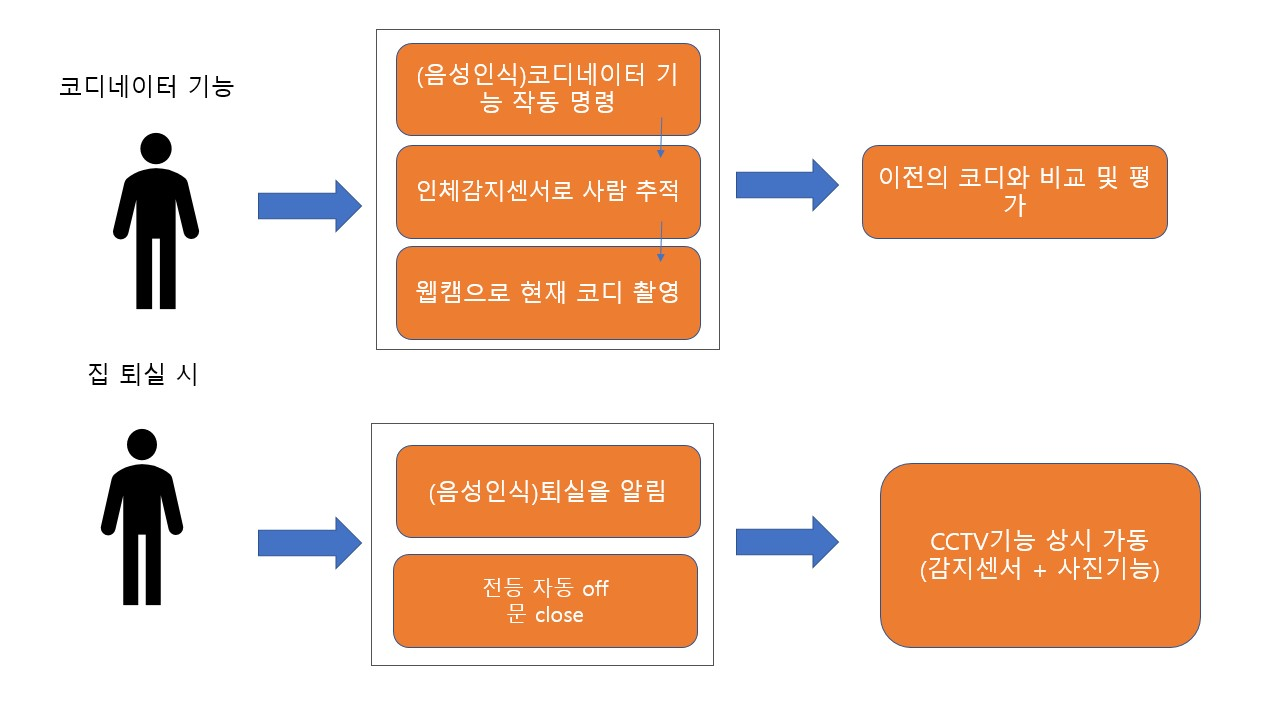 코디네이터 기능
(음성인식)코디네이터 기
능 작동 명령
인체감지센서로 사람 추적
웹캠으로 현재 코디 촬영
이전의 코디와 비교 및 평
가
집 퇴실 시
(음성인식)퇴실을 알림
전등 자동 off
문 close
CCTV기능 상시 가동
(감지센서 + 사진기능)